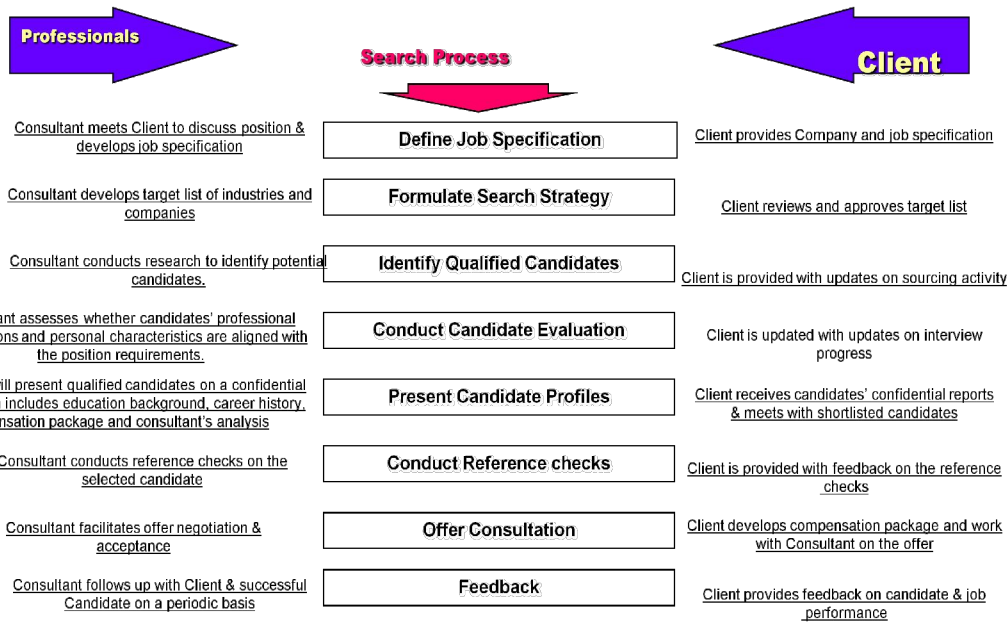 Professionals
Search Process
Client
Consultant meets Client to discuss position &
develops job specification
Define Job Specification
Client provides Company and job specification
Consultant develops target list of industries and
companies
Formulate Search Strategy
Client reviews and approves target list
Consultant conducts research to identify potential
candidates.
Identify Qualified Candidates
Client is provided with updates on sourcing activity
assesses whether candidates' professional
and personal characteristics are aligned with
the position requirements.
Conduct Candidate Evaluation
Client is updated with updates on interview
progress
present qualified candidates on a confidential
includes education background, career history,
package and consultant's analysis
Present Candidate Profiles
Client receives candidates' confidential reports
& meets with shortlisted candidates
Consultant conducts reference checks on the
selected candidate
Conduct Reference checks
Client is provided with feedback on the reference
checks
Consultant facilitates offer negotiation &
acceptance
Offer Consultation
Client develops compensation package and work
with Consultant on the offer
Consultant follows up with Client & successful
Candidate on a periodic basis
Feedback
Client provides feedback on candidate & job
performance